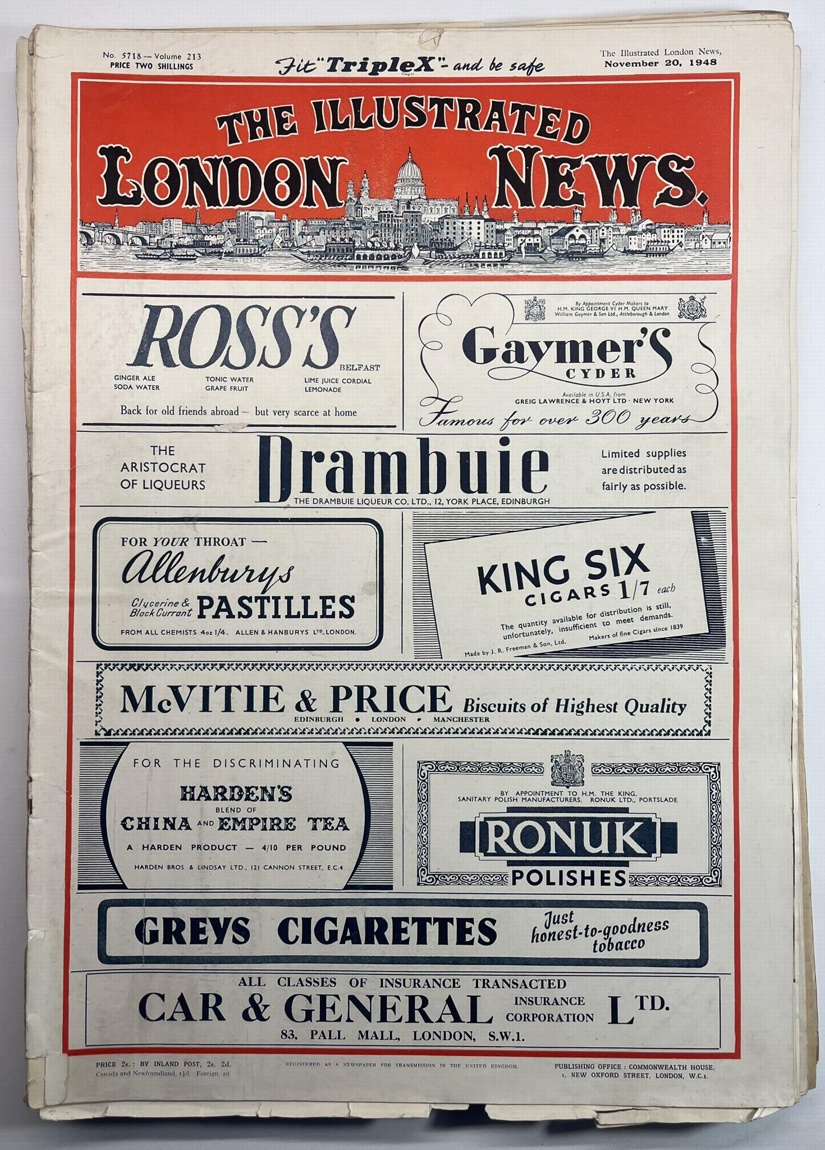 No. 5718 — Volume 213
PRICE TWO SHILLINGS
Fit "TripleX" - and be safe
The Illustrated London News,
November 20, 1948
THE ILLUSTRATED
LONDON NEWS.
ROSS'S
BELFAST
GINGER ALE
SODA WATER
TONIC WATER
GRAPE FRUIT
LIME JUICE CORDIAL
LEMONADE
Back for old friends abroad — but very scarce at home
By Appointment Cyder Makers to
H.M. KING GEORGE VI H.M. QUEEN MARY
William Gaymer & Son Ltd., Attleborough & London
Gaymer's
CYDER
Available in U.S.A. from
GREIG LAWRENCE & HOYT LTD · NEW YORK
Famous for over 300 years
THE
ARISTOCRAT
OF LIQUEURS
Drambuie
THE DRAMBUIE LIQUEUR CO. LTD., 12, YORK PLACE, EDINBURGH
Limited supplies
are distributed as
fairly as possible.
FOR YOUR THROAT —
Allenburys
Glycerine &
Black Currant PASTILLES
FROM ALL CHEMISTS 4oz 1/4. ALLEN & HANBURYS LTD. LONDON.
KING SIX
CIGARS 1/7 each
The quantity available for distribution is still,
unfortunately, insufficient to meet demands.
Made by J. R. Freeman & Son, Ltd. Makers of fine Cigars since 1839
McVITIE & PRICE Biscuits of Highest Quality
EDINBURGH • LONDON • MANCHESTER
FOR THE DISCRIMINATING
HARDEN'S
BLEND OF
CHINA AND EMPIRE TEA
A HARDEN PRODUCT — 4/10 PER POUND
HARDEN BROS & LINDSAY LTD., 121 CANNON STREET, E.C.4
BY APPOINTMENT TO H.M. THE KING.
SANITARY POLISH MANUFACTURERS. RONUK LTD., PORTSLADE
RONUK
POLISHES
GREYS CIGARETTES
Just
honest-to-goodness
tobacco
ALL CLASSES OF INSURANCE TRANSACTED
CAR & GENERAL INSURANCE CORPORATION LTD.
83, PALL MALL, LONDON, S.W.1.
PRICE 2s. : BY INLAND POST, 2s. 2d.
Canada and Newfoundland, 1½d. Foreign, 2d.
REGISTERED AS A NEWSPAPER FOR TRANSMISSION IN THE UNITED KINGDOM.
PUBLISHING OFFICE : COMMONWEALTH HOUSE,
1, NEW OXFORD STREET, LONDON, W.C.1.